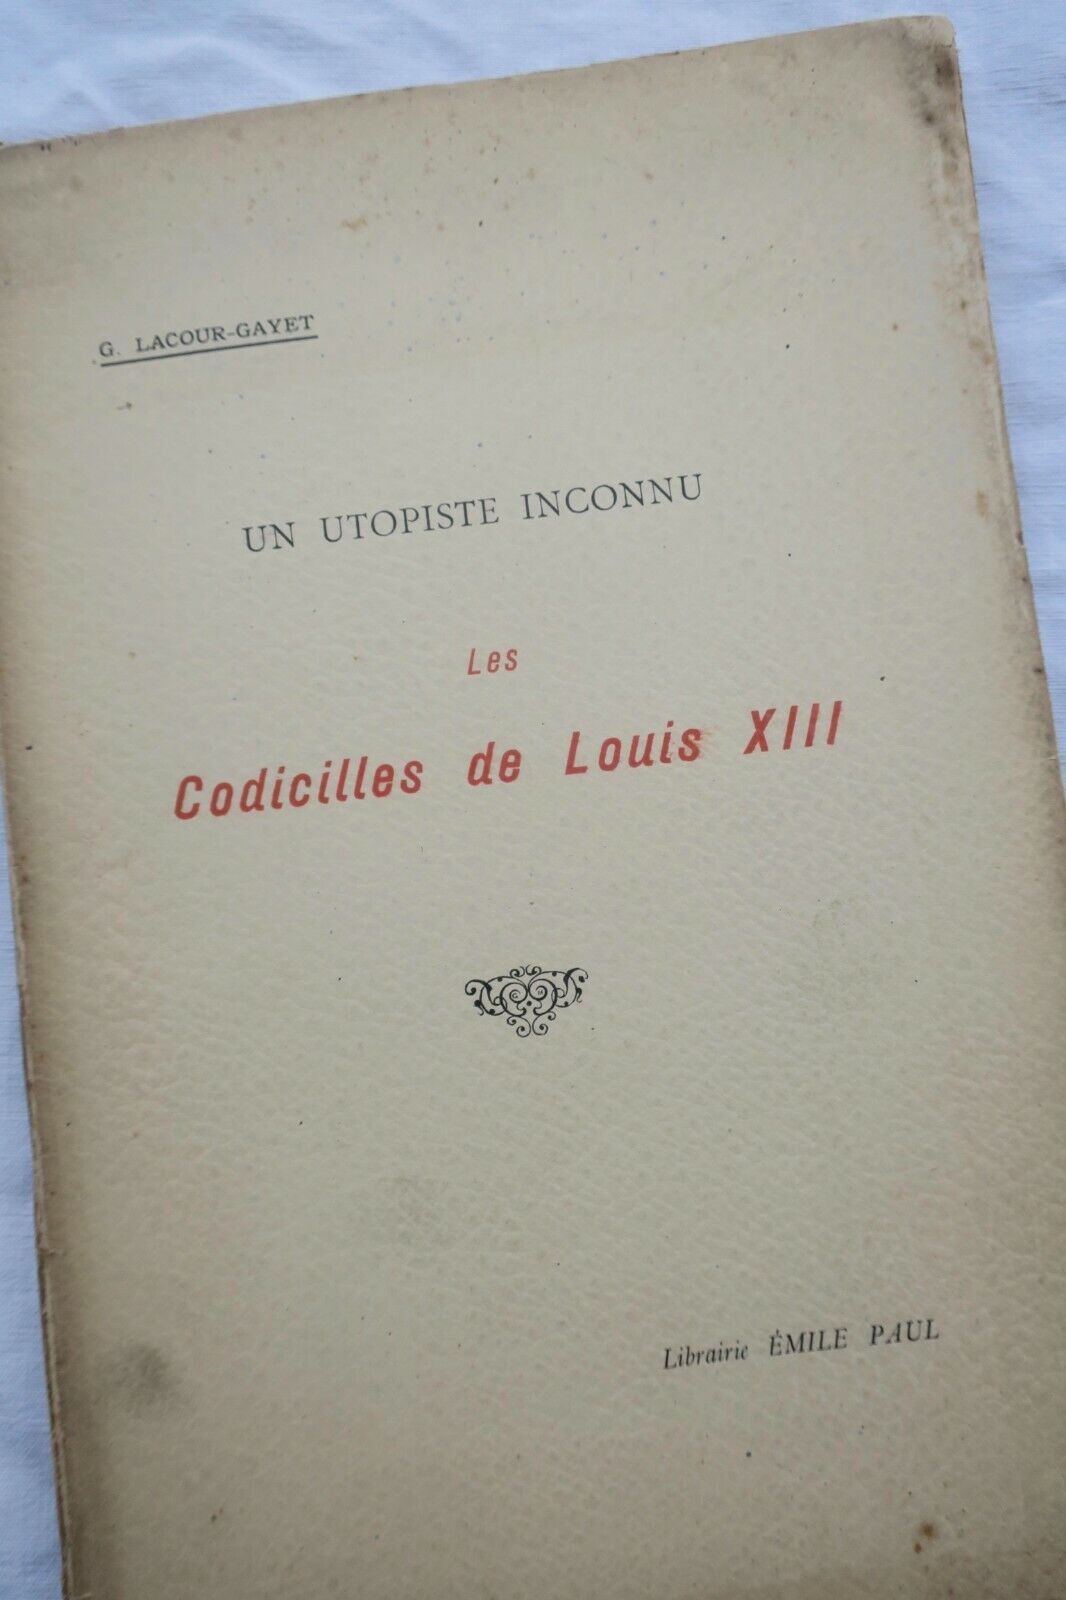 G. LACOUR-GAYET
UN UTOPISTE INCONNU
Les
Codicilles de Louis XIII
Librairie ÉMILE PAUL